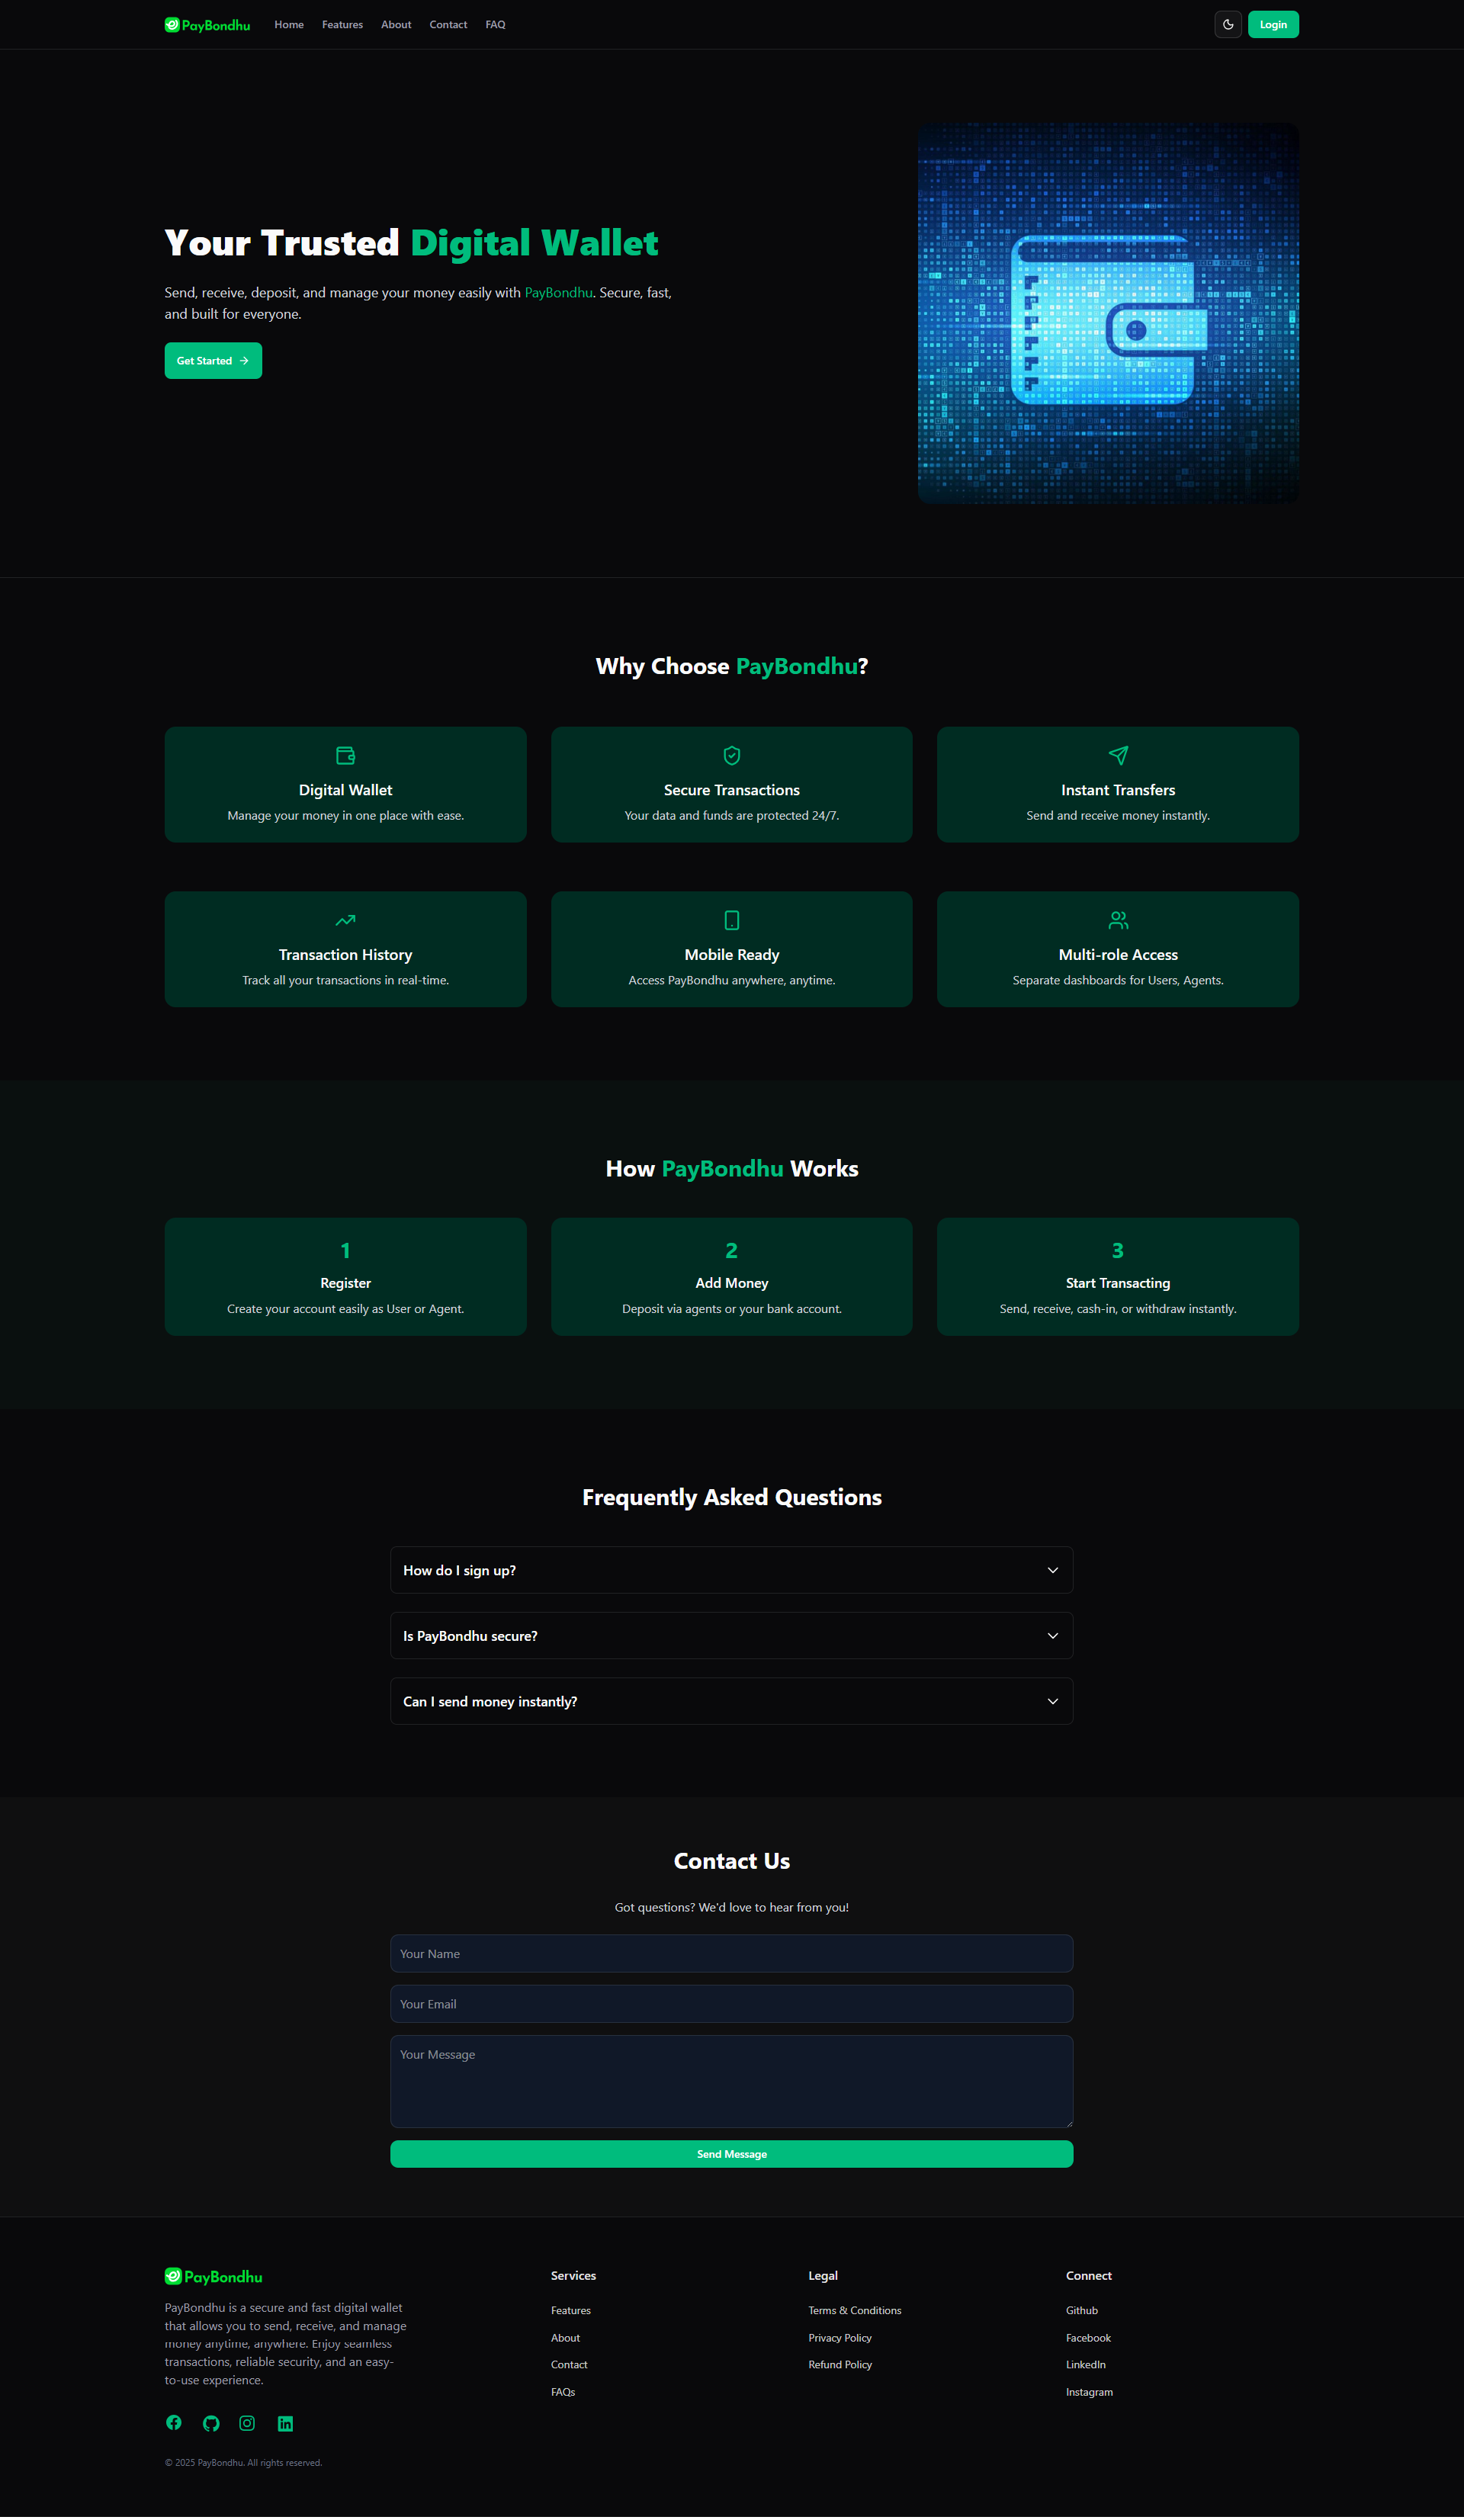 PayBondhu
Home
Features
About
Contact
FAQ
Login
Your Trusted Digital Wallet
Send, receive, deposit, and manage your money easily with PayBondhu. Secure, fast,
and built for everyone.
Get Started
Why Choose PayBondhu?
Digital Wallet
Manage your money in one place with ease.
Secure Transactions
Your data and funds are protected 24/7.
Instant Transfers
Send and receive money instantly.
Transaction History
Track all your transactions in real-time.
Mobile Ready
Access PayBondhu anywhere, anytime.
Multi-role Access
Separate dashboards for Users, Agents.
How PayBondhu Works
1
Register
Create your account easily as User or Agent.
2
Add Money
Deposit via agents or your bank account.
3
Start Transacting
Send, receive, cash-in, or withdraw instantly.
Frequently Asked Questions
How do I sign up?
Is PayBondhu secure?
Can I send money instantly?
Contact Us
Got questions? We'd love to hear from you!
Your Name
Your Email
Your Message
Send Message
PayBondhu
PayBondhu is a secure and fast digital wallet
that allows you to send, receive, and manage
money anytime, anywhere. Enjoy seamless
transactions, reliable security, and an easy-
to-use experience.
© 2025 PayBondhu. All rights reserved.
Services
Features
About
Contact
FAQs
Legal
Terms & Conditions
Privacy Policy
Refund Policy
Connect
Github
Facebook
LinkedIn
Instagram